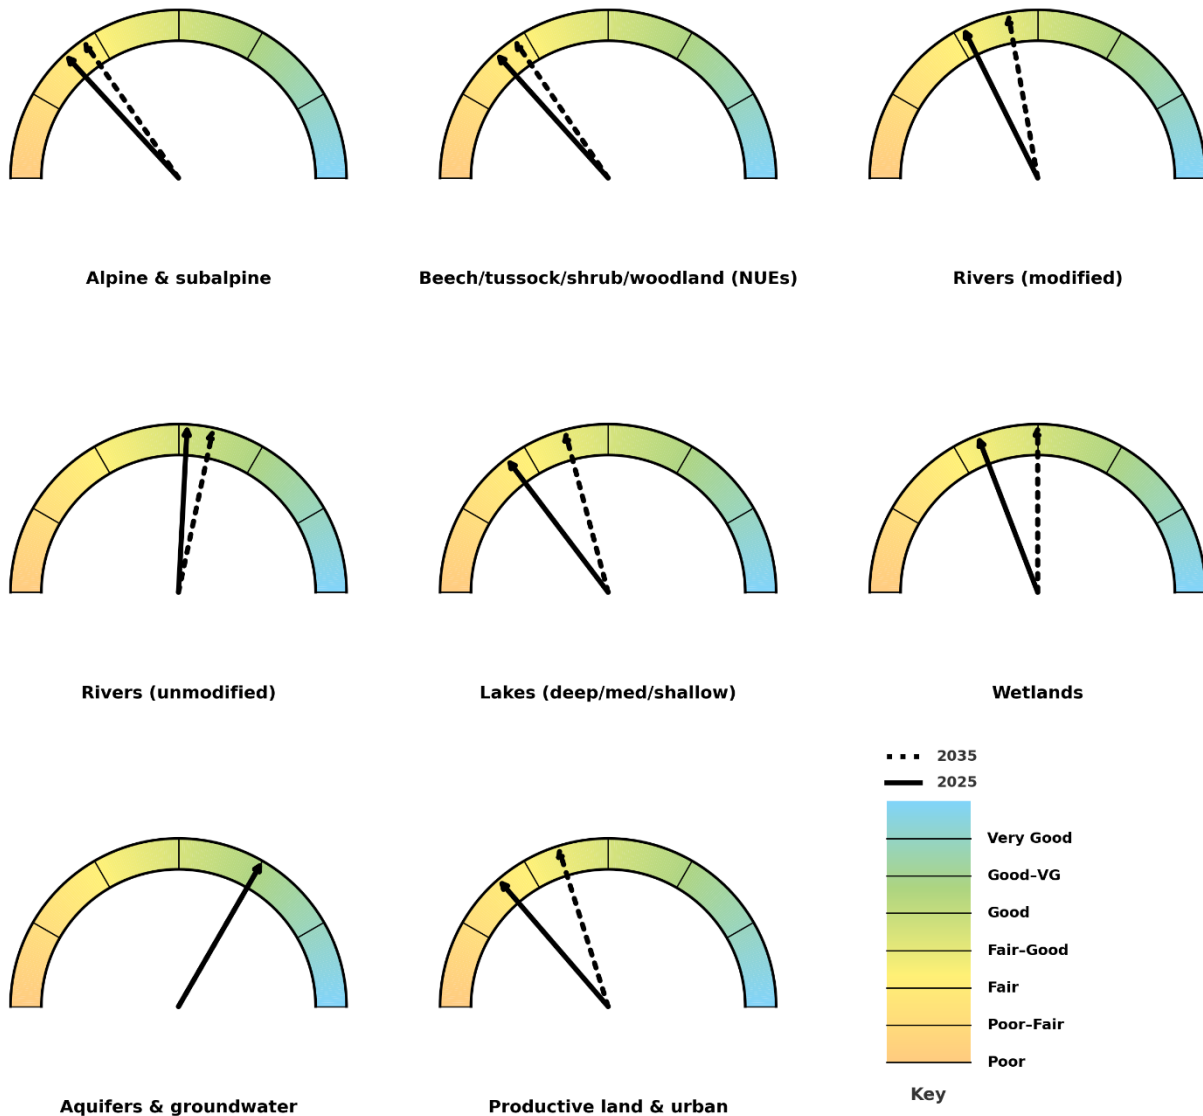 Alpine & subalpine
Beech/tussock/shrub/woodland (NUEs)
Rivers (modified)
Rivers (unmodified)
Lakes (deep/med/shallow)
Wetlands
2035
2025
Very Good
Good–VG
Good
Fair–Good
Fair
Poor–Fair
Poor
Key
Aquifers & groundwater
Productive land & urban